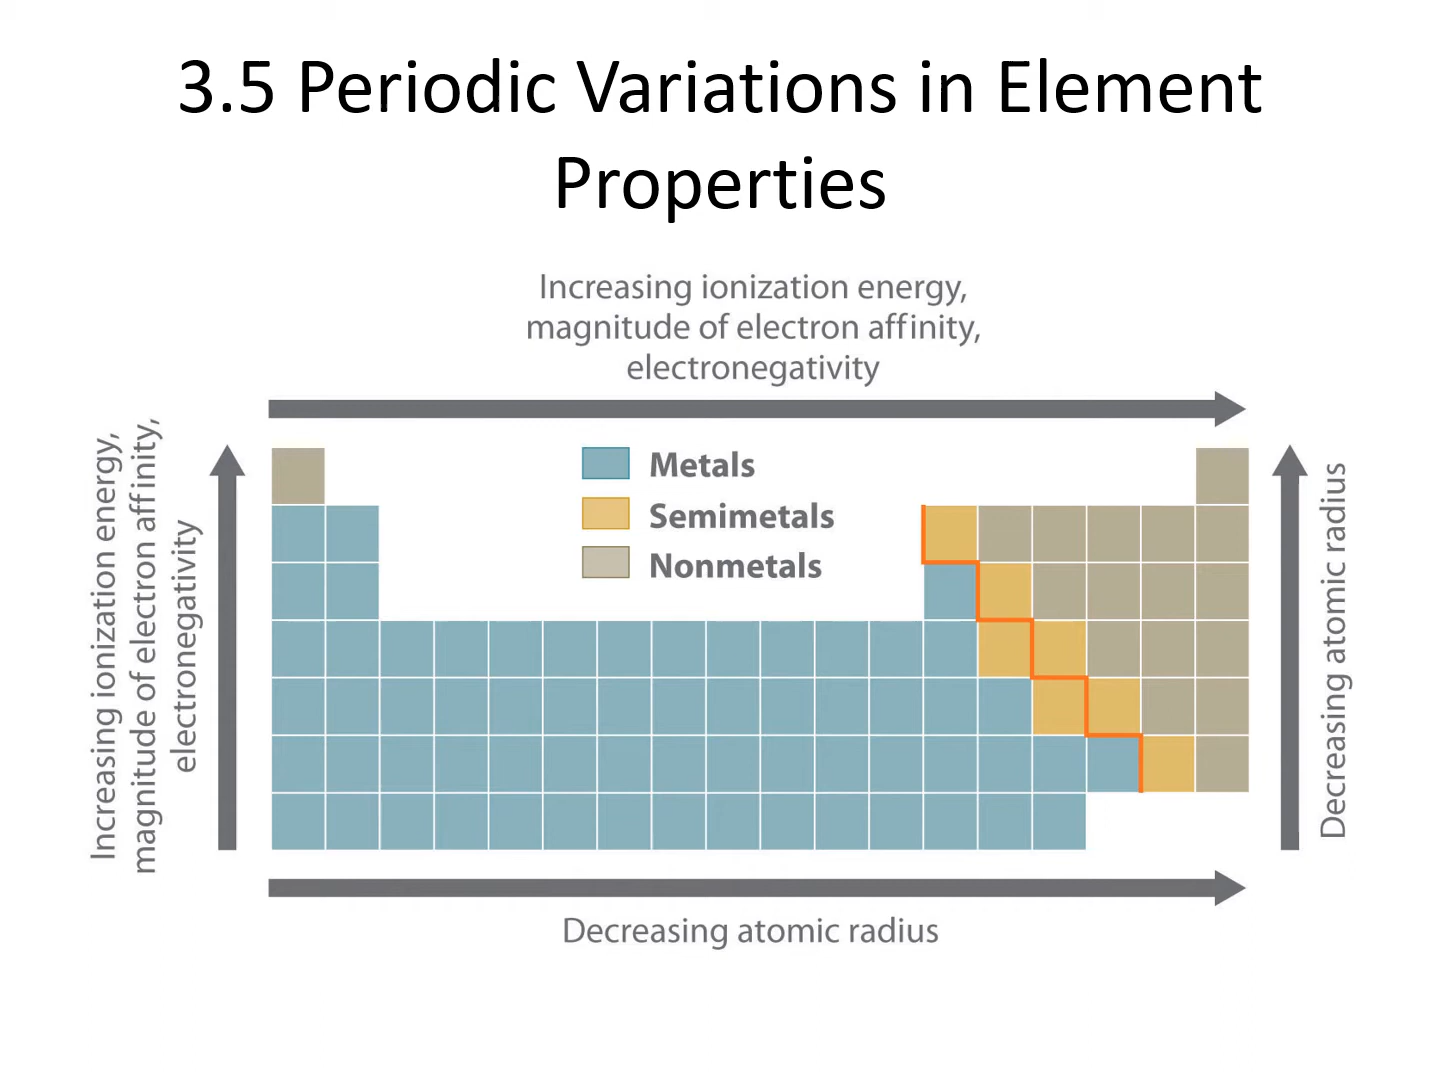 3.5 Periodic Variations in Element
Properties
Increasing ionization energy,
magnitude of electron affinity,
electronegativity
Increasing ionization energy,
magnitude of electron affinity,
electronegativity
Metals
Semimetals
Nonmetals
Decreasing atomic radius
Decreasing atomic radius